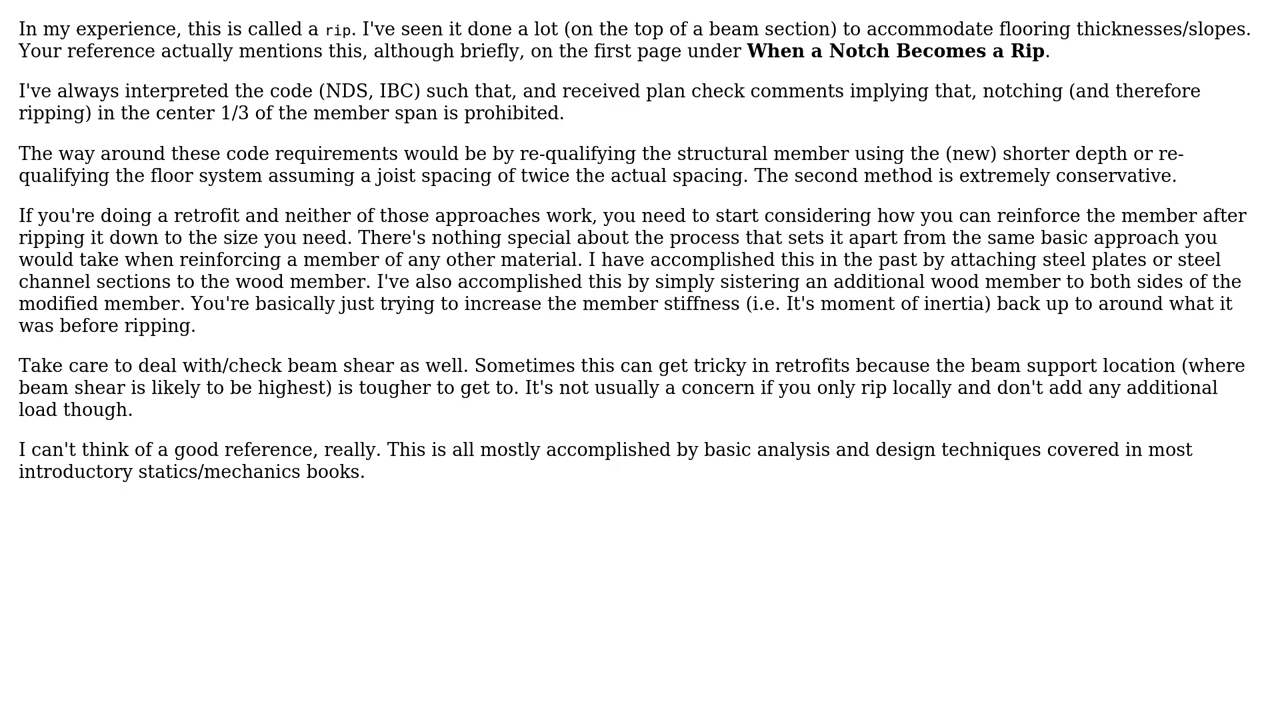 In my experience, this is called a rip. I've seen it done a lot (on the top of a beam section) to accommodate flooring thicknesses/slopes.
Your reference actually mentions this, although briefly, on the first page under When a Notch Becomes a Rip.
I've always interpreted the code (NDS, IBC) such that, and received plan check comments implying that, notching (and therefore
ripping) in the center 1/3 of the member span is prohibited.
The way around these code requirements would be by re-qualifying the structural member using the (new) shorter depth or re-
qualifying the floor system assuming a joist spacing of twice the actual spacing. The second method is extremely conservative.
If you're doing a retrofit and neither of those approaches work, you need to start considering how you can reinforce the member after
ripping it down to the size you need. There's nothing special about the process that sets it apart from the same basic approach you
would take when reinforcing a member of any other material. I have accomplished this in the past by attaching steel plates or steel
channel sections to the wood member. I've also accomplished this by simply sistering an additional wood member to both sides of the
modified member. You're basically just trying to increase the member stiffness (i.e. It's moment of inertia) back up to around what it
was before ripping.
Take care to deal with/check beam shear as well. Sometimes this can get tricky in retrofits because the beam support location (where
beam shear is likely to be highest) is tougher to get to. It's not usually a concern if you only rip locally and don't add any additional
load though.
I can't think of a good reference, really. This is all mostly accomplished by basic analysis and design techniques covered in most
introductory statics/mechanics books.